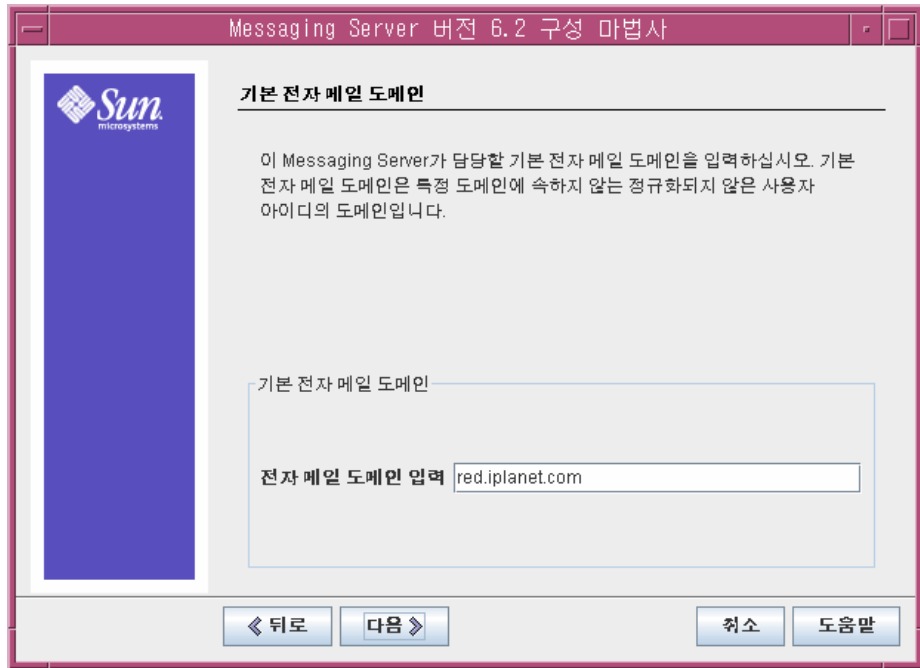 Messaging Server 버전 6.2 구성 마법사
Sun
microsystems
기본 전자 메일 도메인
이 Messaging Server가 담당할 기본 전자 메일 도메인을 입력하십시오. 기본
전자 메일 도메인은 특정 도메인에 속하지 않는 정규화되지 않은 사용자
아이디의 도메인입니다.
기본 전자 메일 도메인
전자 메일 도메인 입력 red.iplanet.com
뒤로 다음 취소 도움말